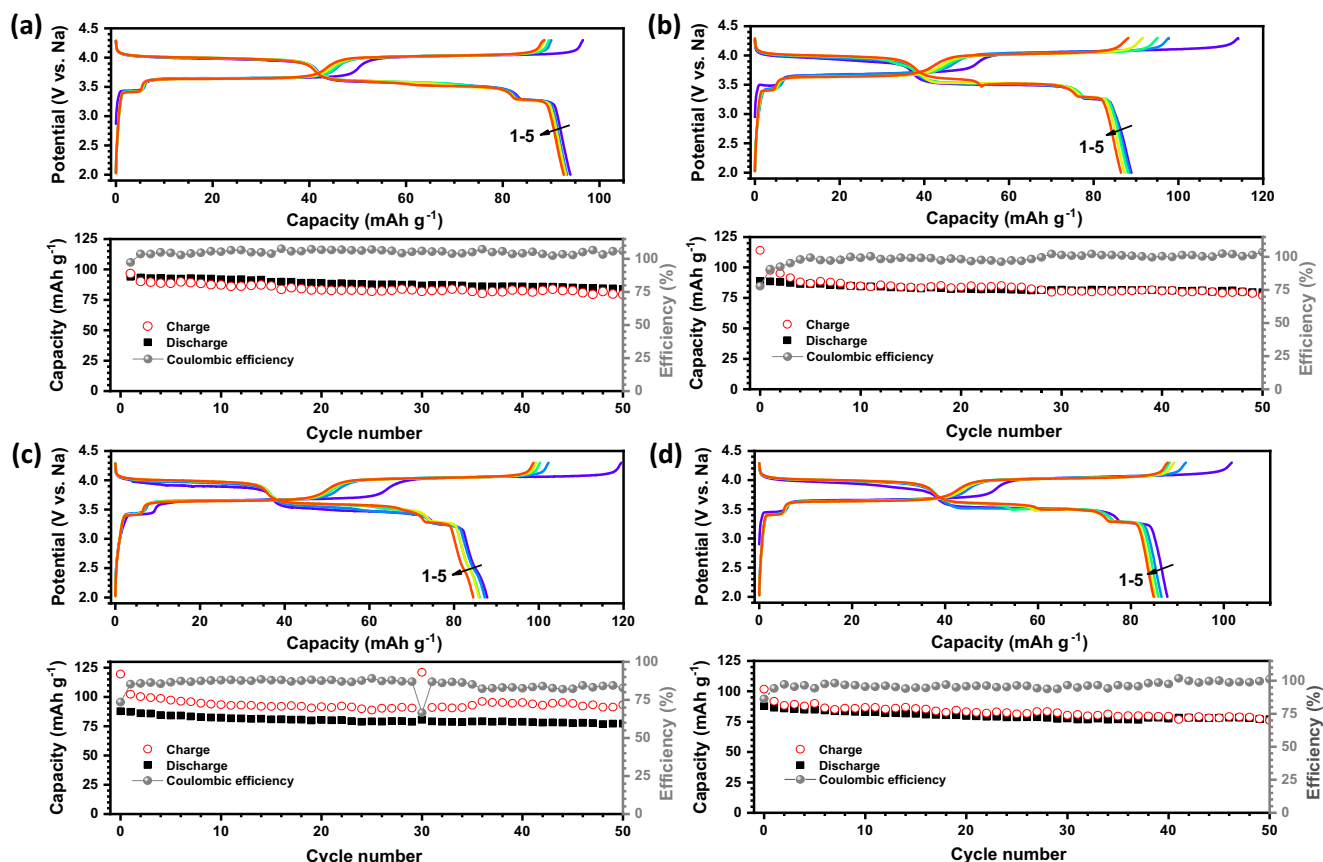 (a)
Potential (V vs. Na)
4.5
4.0
3.5
3.0
2.5
2.0
1-5
0 20 40 60 80 100
Capacity (mAh g⁻¹)
Capacity (mAh g⁻¹)
125
100
75
50
25
0
Charge
Discharge
Coulombic efficiency
100
75
50
25
0
Efficiency (%)
0 10 20 30 40 50
Cycle number
(b)
Potential (V vs. Na)
4.5
4.0
3.5
3.0
2.5
2.0
1-5
0 20 40 60 80 100 120
Capacity (mAh g⁻¹)
Capacity (mAh g⁻¹)
125
100
75
50
25
0
Charge
Discharge
Coulombic efficiency
100
75
50
25
0
Efficiency (%)
0 10 20 30 40 50
Cycle number
(c)
Potential (V vs. Na)
4.5
4.0
3.5
3.0
2.5
2.0
1-5
0 20 40 60 80 100 120
Capacity (mAh g⁻¹)
Capacity (mAh g⁻¹)
125
100
75
50
25
0
Charge
Discharge
Coulombic efficiency
100
75
50
25
0
Efficiency (%)
0 10 20 30 40 50
Cycle number
(d)
Potential (V vs. Na)
4.5
4.0
3.5
3.0
2.5
2.0
1-5
0 20 40 60 80 100
Capacity (mAh g⁻¹)
Capacity (mAh g⁻¹)
125
100
75
50
25
0
Charge
Discharge
Coulombic efficiency
100
75
50
25
0
Efficiency (%)
0 10 20 30 40 50
Cycle number